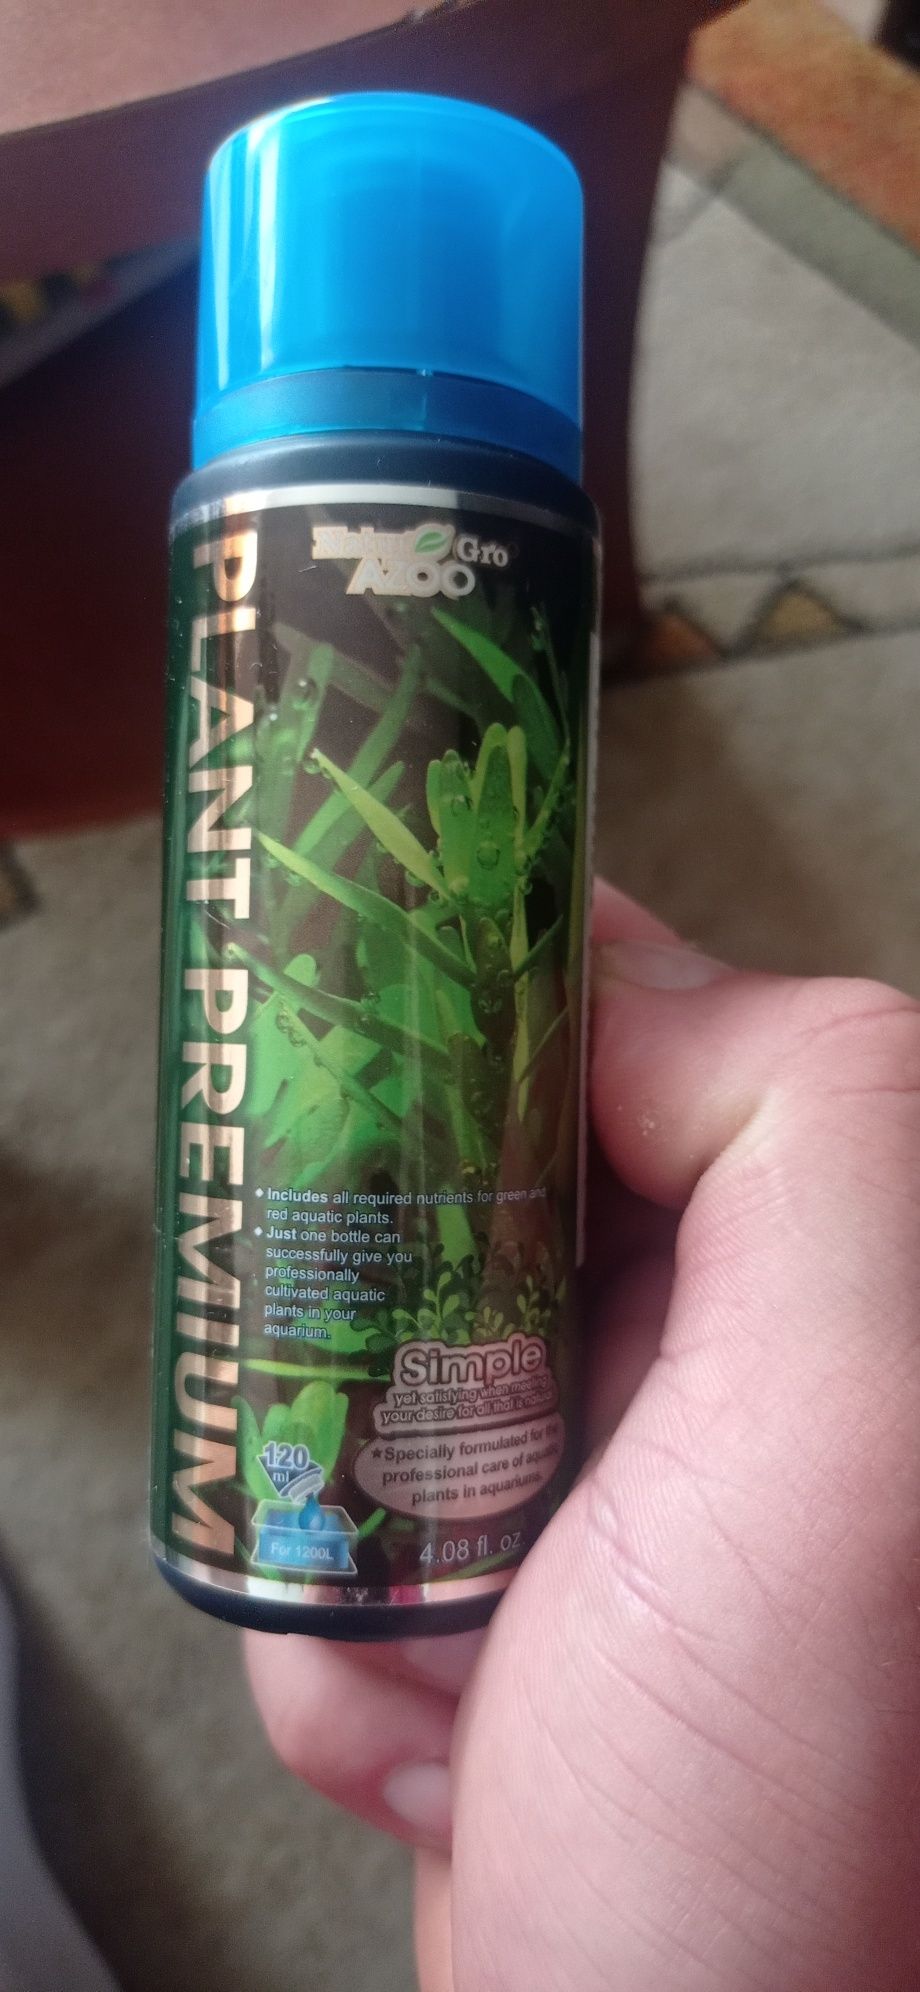 NaturGro
AZOO
PLANT PREMIUM
Includes all required nutrients for green and
red aquatic plants.
Just one bottle can
successfully give you
professionally
cultivated aquatic
plants in your
aquarium.
Simple
yet satisfying when meeting
your desire for all that is natural
★Specially formulated for the
professional care of aquatic
plants in aquariums.
120
ml
For 1200L
4.08 fl. oz.